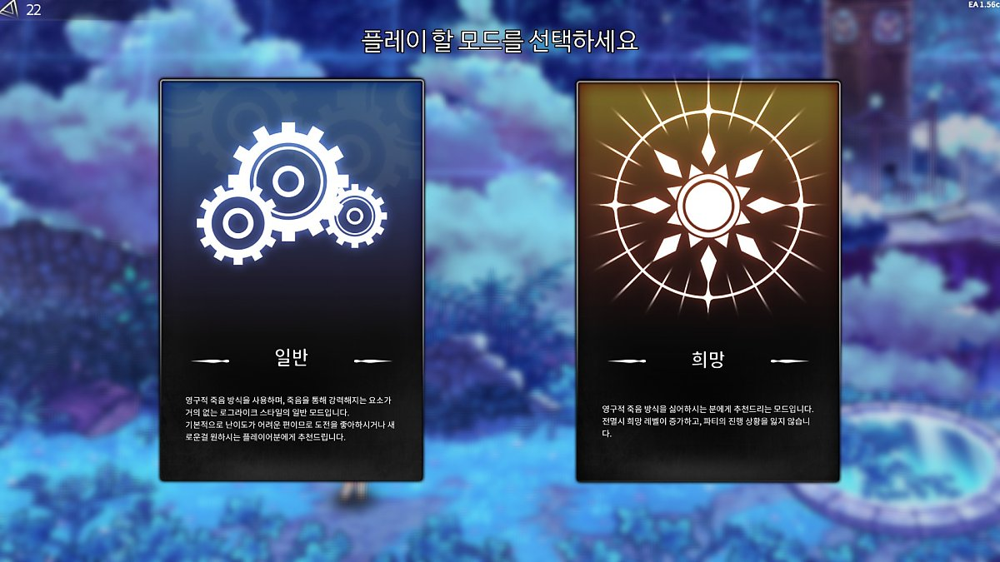 22
EA 1.56c
플레이 할 모드를 선택하세요
일반
영구적 죽음 방식을 사용하며, 죽음을 통해 강력해지는 요소가
거의 없는 로그라이크 스타일의 일반 모드입니다.
기본적으로 난이도가 어려운 편이므로 도전을 좋아하시거나 새
로운걸 원하시는 플레이어분에게 추천드립니다.
희망
영구적 죽음 방식을 싫어하시는 분에게 추천드리는 모드입니다.
전멸시 희망 레벨이 증가하고, 파티의 진행 상황을 잃지 않습니
다.